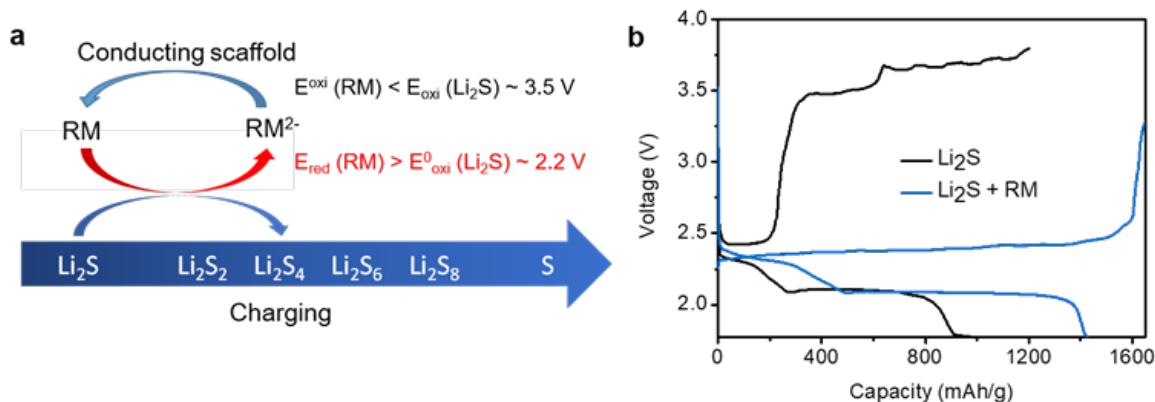 a
Conducting scaffold
E^oxi (RM) < E_oxi (Li₂S) ~ 3.5 V
RM RM²⁻
E_red (RM) > E⁰_oxi (Li₂S) ~ 2.2 V
Li₂S Li₂S₂ Li₂S₄ Li₂S₆ Li₂S₈ S
Charging
b
4.0
3.5
3.0
2.5
2.0
Voltage (V)
Li₂S
Li₂S + RM
0 400 800 1200 1600
Capacity (mAh/g)